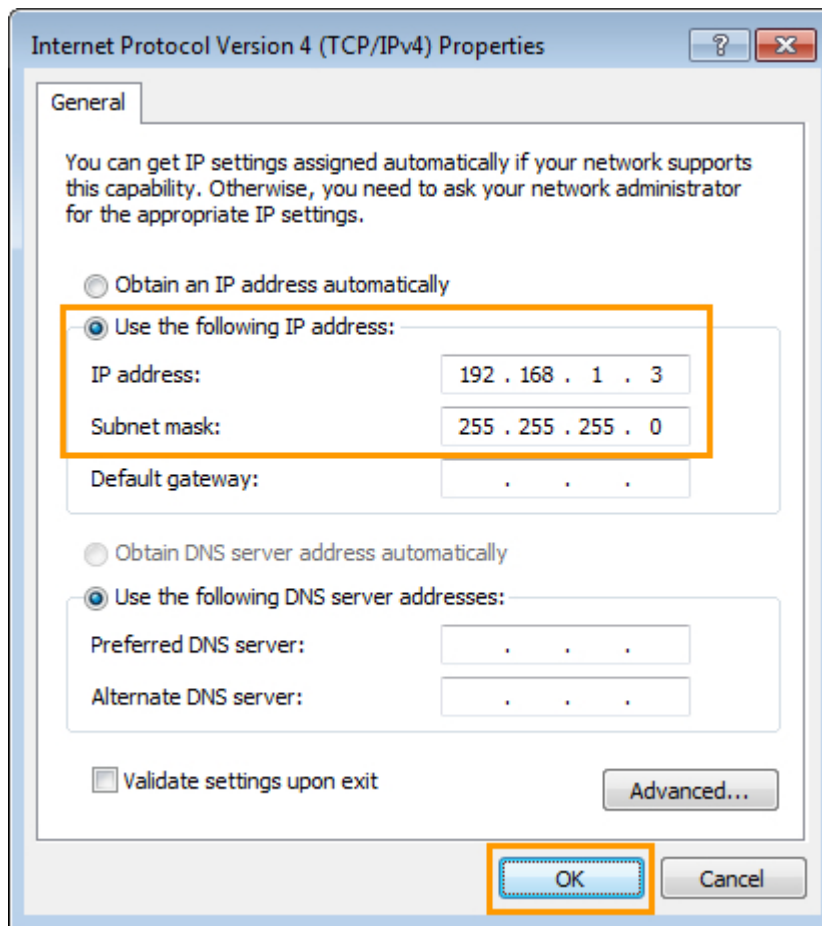 Internet Protocol Version 4 (TCP/IPv4) Properties
General
You can get IP settings assigned automatically if your network supports
this capability. Otherwise, you need to ask your network administrator
for the appropriate IP settings.
Obtain an IP address automatically
Use the following IP address:
IP address: 192 . 168 . 1 . 3
Subnet mask: 255 . 255 . 255 . 0
Default gateway: . . .
Obtain DNS server address automatically
Use the following DNS server addresses:
Preferred DNS server: . . .
Alternate DNS server: . . .
Validate settings upon exit
Advanced...
OK Cancel